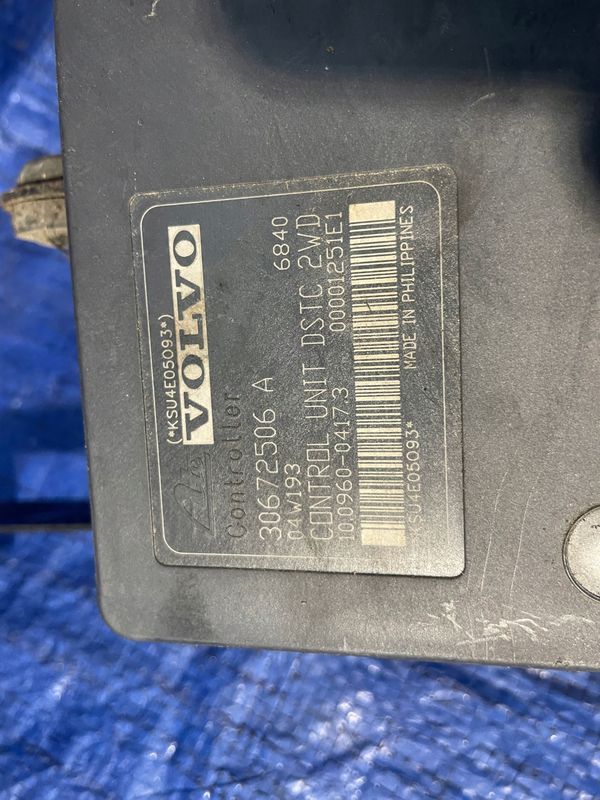 (*KSU4E05093*)
Ate VOLVO
Controller
30672506 A 6840
04W193
CONTROL UNIT DSTC 2WD
10.0960-0417.3 00001251E1
SU4E05093* MADE IN PHILIPPINES